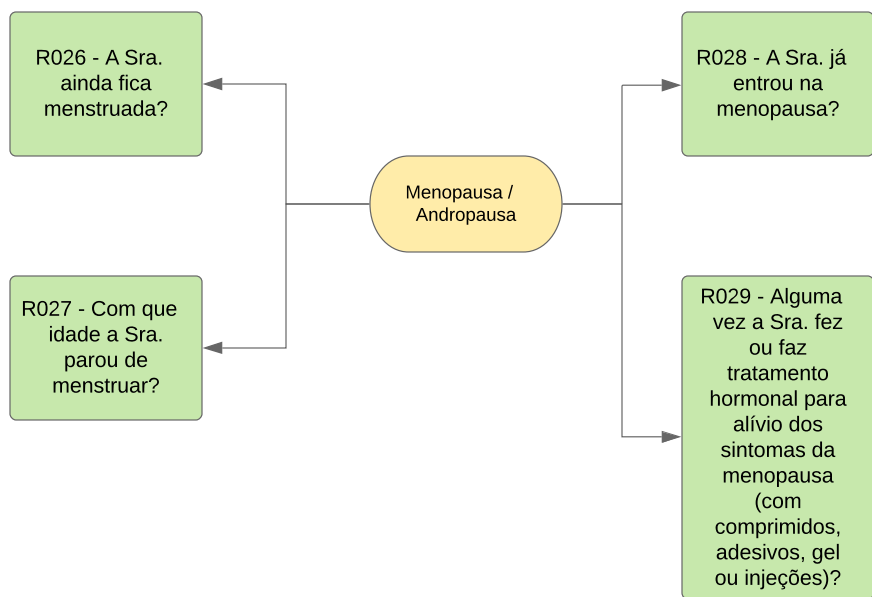 R026 - A Sra.
ainda fica
menstruada?
R028 - A Sra. já
entrou na
menopausa?
Menopausa /
Andropausa
R027 - Com que
idade a Sra.
parou de
menstruar?
R029 - Alguma
vez a Sra. fez
ou faz
tratamento
hormonal para
alívio dos
sintomas da
menopausa
(com
comprimidos,
adesivos, gel
ou injeções)?